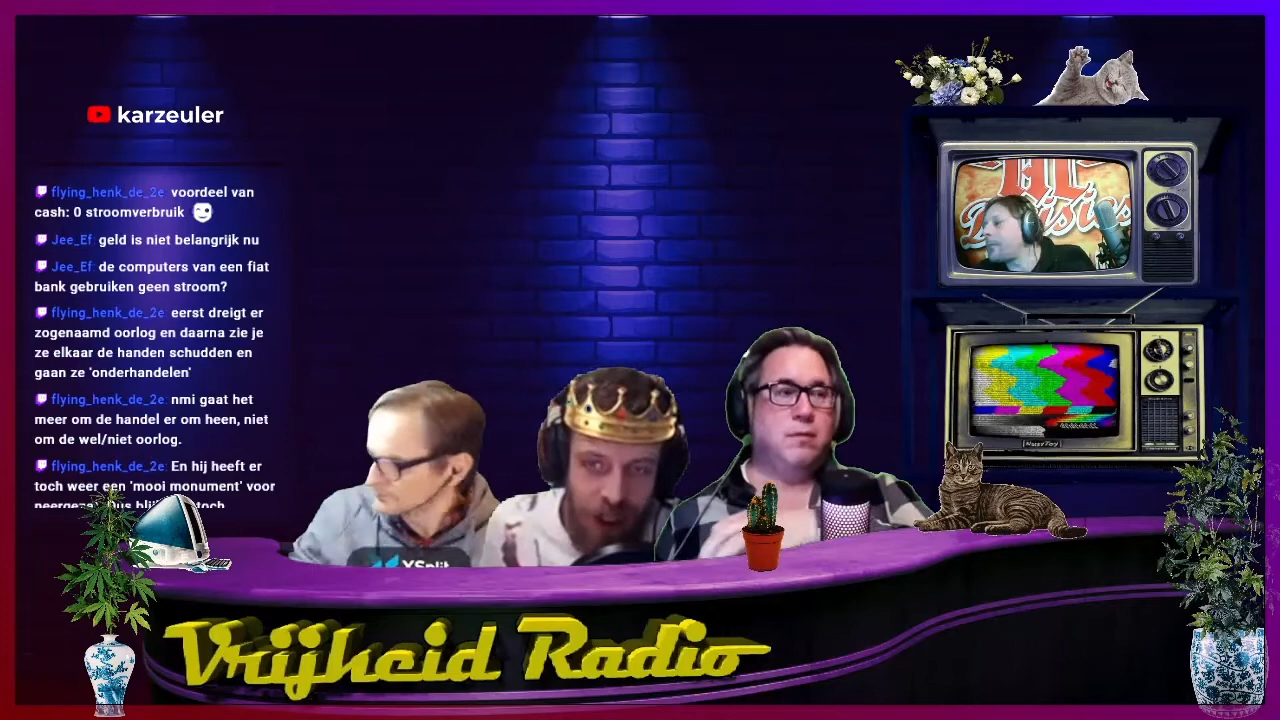 karzeuler
flying_henk_de_2e: voordeel van
cash: 0 stroomverbruik
Jee_Ef: geld is niet belangrijk nu
Jee_Ef: de computers van een fiat
bank gebruiken geen stroom?
flying_henk_de_2e: eerst dreigt er
zogenaamd oorlog en daarna zie je
ze elkaar de handen schudden en
gaan ze 'onderhandelen'
flying_henk_de_2e: nmi gaat het
meer om de handel er om heen, niet
om de wel/niet oorlog.
flying_henk_de_2e: En hij heeft er
toch weer een 'mooi monument' voor
XSplit
Vrijheid Radio